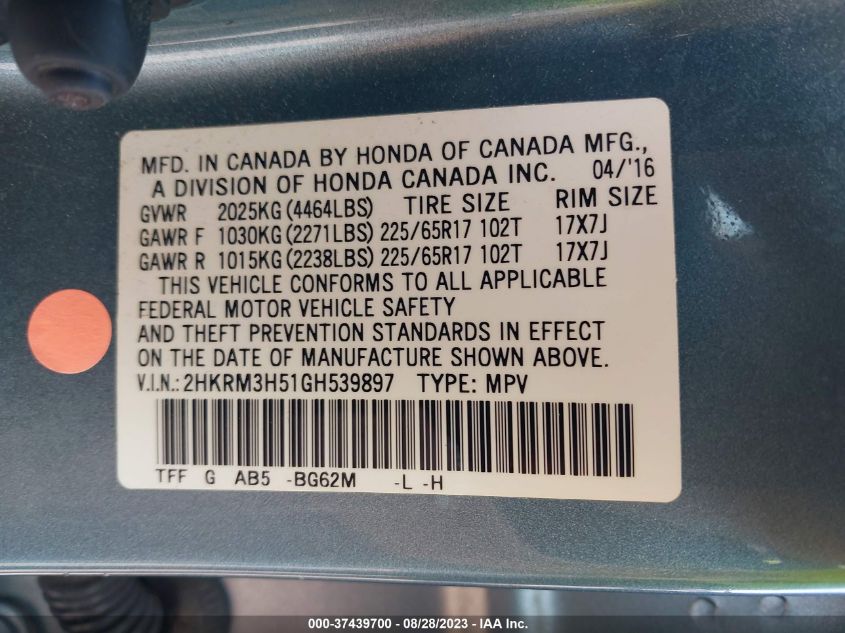 MFD. IN CANADA BY HONDA OF CANADA MFG.,
A DIVISION OF HONDA CANADA INC. 04/'16
GVWR 2025KG (4464LBS) TIRE SIZE RIM SIZE
GAWR F 1030KG (2271LBS) 225/65R17 102T 17X7J
GAWR R 1015KG (2238LBS) 225/65R17 102T 17X7J
THIS VEHICLE CONFORMS TO ALL APPLICABLE
FEDERAL MOTOR VEHICLE SAFETY
AND THEFT PREVENTION STANDARDS IN EFFECT
ON THE DATE OF MANUFACTURE SHOWN ABOVE.
V.I.N.: 2HKRM3H51GH539897 TYPE: MPV
TFF G AB5 -BG62M -L -H
000-37439700 - 08/28/2023 - IAA Inc.